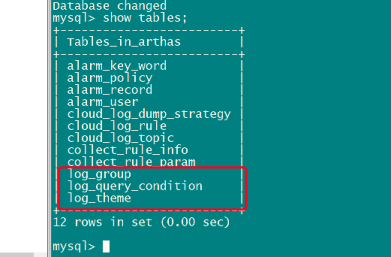 Database changed
mysql> show tables;
+--------------------------+
| Tables_in_arthas         |
+--------------------------+
| alarm_key_word           |
| alarm_policy             |
| alarm_record             |
| alarm_user               |
| cloud_log_dump_strategy  |
| cloud_log_rule           |
| cloud_log_topic          |
| collect_rule_info        |
| collect_rule_param       |
| log_group                |
| log_query_condition      |
| log_theme                |
+--------------------------+
12 rows in set (0.00 sec)
mysql>